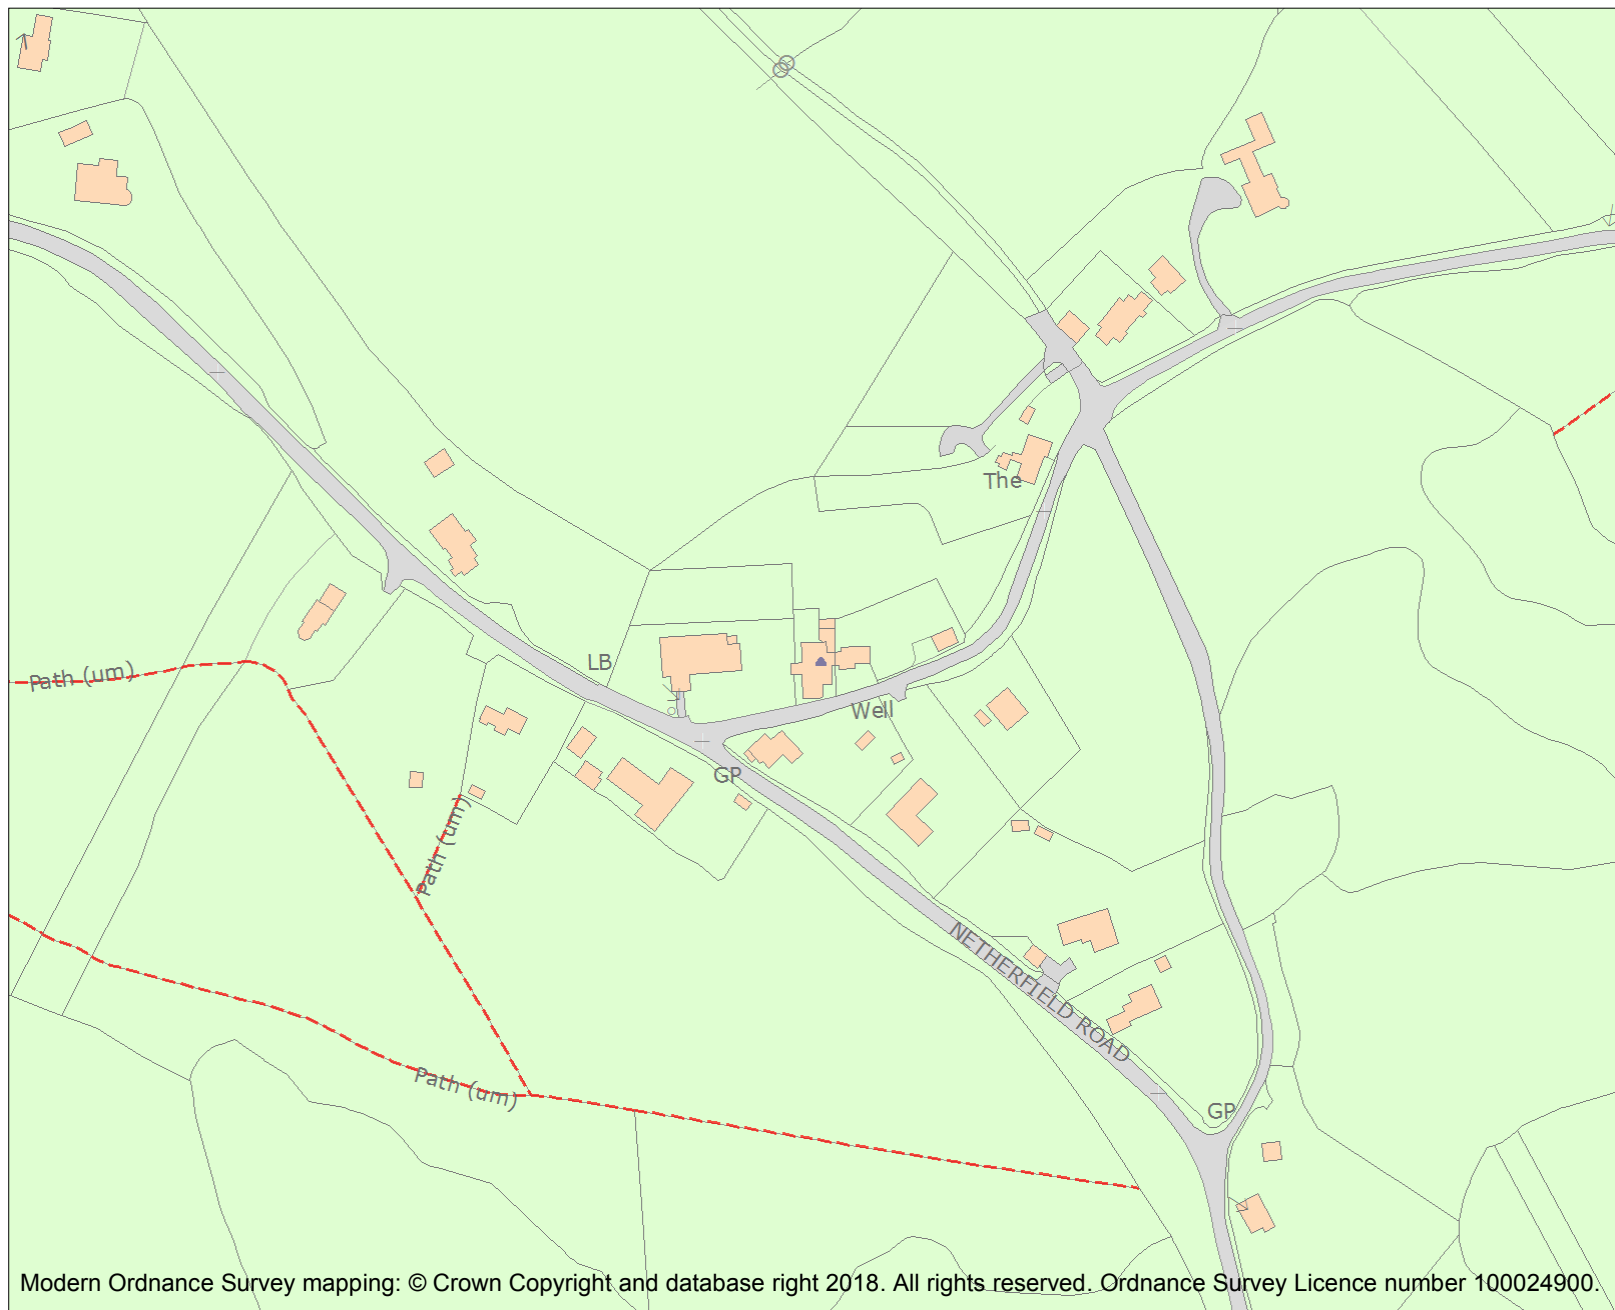 The
LB
Path (um)
Well
GP
Path (um)
NETHERFIELD ROAD
Path (um)
GP
Modern Ordnance Survey mapping: © Crown Copyright and database right 2018. All rights reserved. Ordnance Survey Licence number 100024900.